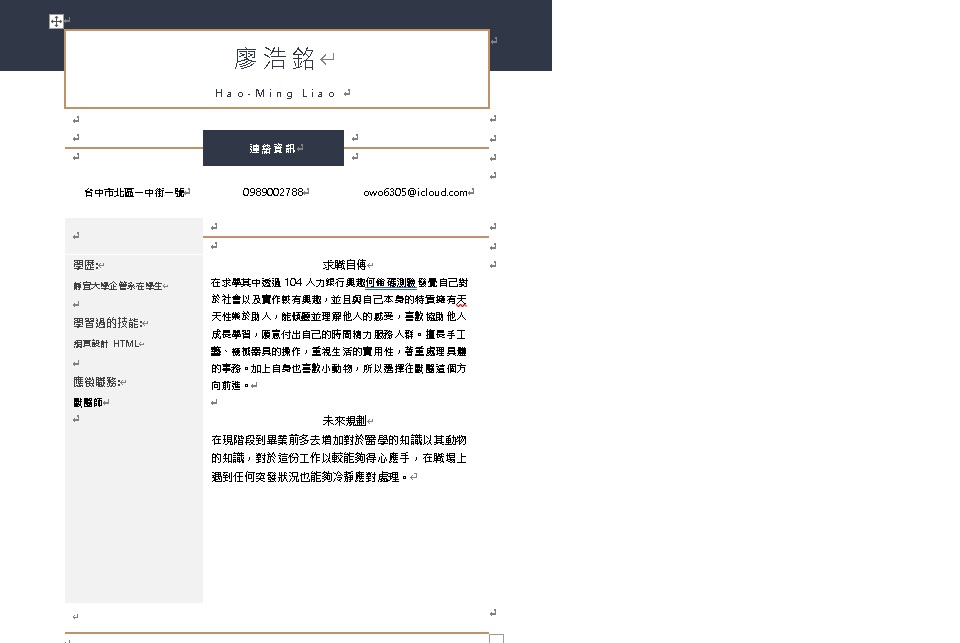 廖浩銘
Hao-Ming Liao
連絡資訊
台中市北區一中街一號
0989002788
owo6305@icloud.com
學歷:
靜宜大學企管系在學生
學習過的技能:
網頁設計 HTML
應徵職務:
獸醫師
求職自傳
在求學其中透過 104 人力銀行興趣何倫碼測驗發覺自己對
於社會以及實作較有興趣，並且與自己本身的特質擁有天
天性樂於助人，能傾聽並理解他人的感受，喜歡協助他人
成長學習，願意付出自己的時間精力服務人群。擅長手工
藝、機械器具的操作，重視生活的實用性，著重處理具體
的事務。加上自身也喜歡小動物，所以選擇往獸醫這個方
向前進。
未來規劃
在現階段到畢業前多去增加對於醫學的知識以其動物
的知識，對於這份工作以較能夠得心應手，在職場上
遇到任何突發狀況也能夠冷靜應對處理。